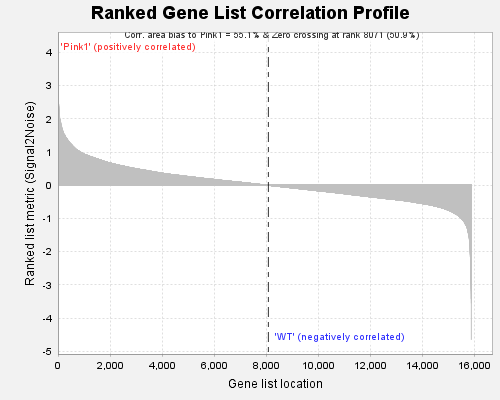 Ranked Gene List Correlation Profile
Corr. area bias to 'Pink1' = 55.1% & Zero crossing at rank 8071 (50.9%)
'Pink1' (positively correlated)
4
3
2
1
0
-1
-2
-3
-4
-5
Ranked list metric (Signal2Noise)
'WT' (negatively correlated)
0 2,000 4,000 6,000 8,000 10,000 12,000 14,000 16,000
Gene list location